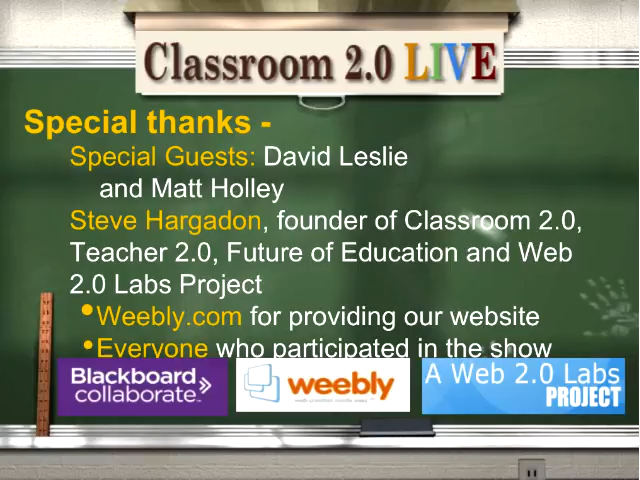 Classroom 2.0 LIVE
Special thanks -
Special Guests: David Leslie
and Matt Holley
Steve Hargadon, founder of Classroom 2.0,
Teacher 2.0, Future of Education and Web
2.0 Labs Project
•Weebly.com for providing our website
•Everyone who participated in the show
Blackboard
collaborate
weebly
A Web 2.0 Labs
PROJECT